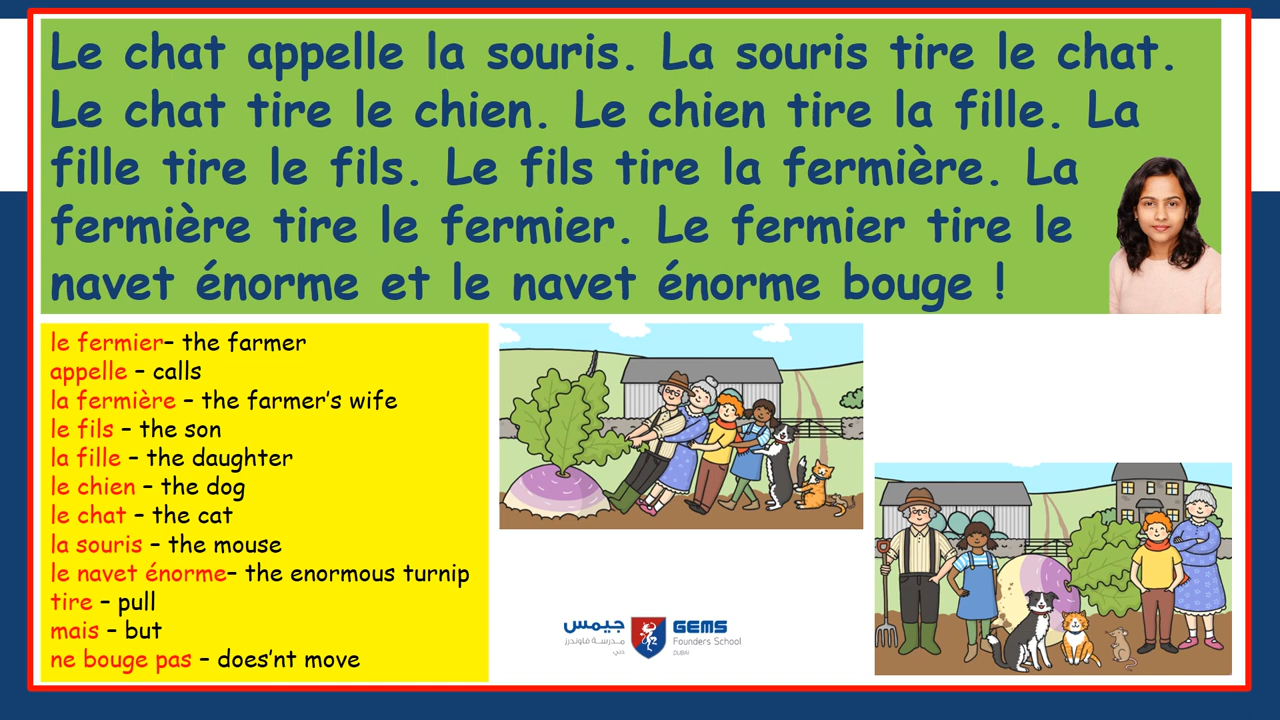 Le chat appelle la souris. La souris tire le chat.
Le chat tire le chien. Le chien tire la fille. La
fille tire le fils. Le fils tire la fermière. La
fermière tire le fermier. Le fermier tire le
navet énorme et le navet énorme bouge !
le fermier– the farmer
appelle – calls
la fermière – the farmer’s wife
le fils – the son
la fille – the daughter
le chien – the dog
le chat – the cat
la souris – the mouse
le navet énorme– the enormous turnip
tire – pull
mais – but
ne bouge pas – does’nt move
جيمس
مدرسة فاوندرز
دبي
GEMS
Founders School
DUBAI